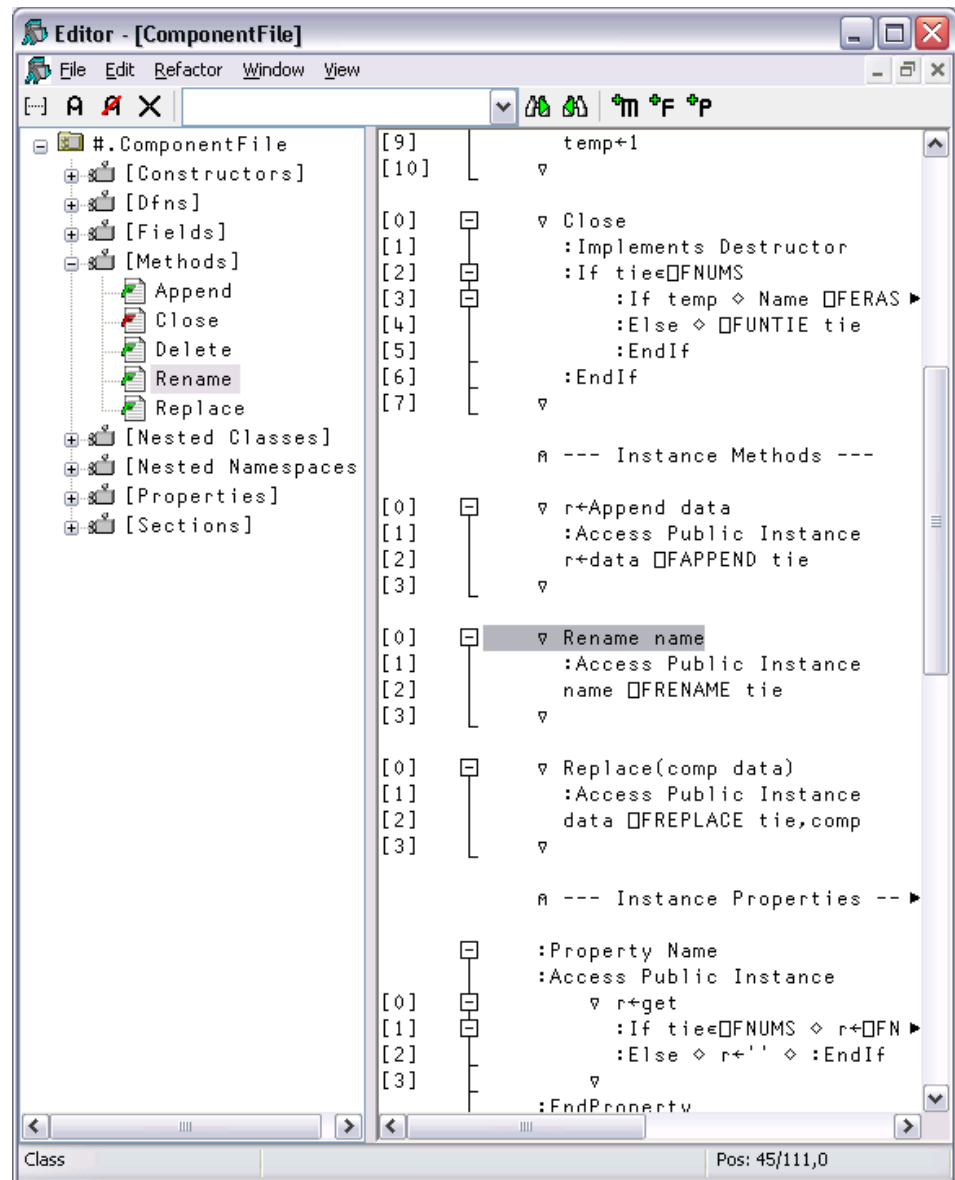 Editor - [ComponentFile]
File Edit Refactor Window View
[···] A A X +m +F +P
#.ComponentFile
[Constructors]
[Dfns]
[Fields]
[Methods]
Append
Close
Delete
Rename
Replace
[Nested Classes]
[Nested Namespaces
[Properties]
[Sections]
[9] temp←1
[10] ∇
[0] ∇ Close
[1] :Implements Destructor
[2] :If tie∊⎕FNUMS
[3] :If temp ⋄ Name ⎕FERAS
[4] :Else ⋄ ⎕FUNTIE tie
[5] :EndIf
[6] :EndIf
[7] ∇
⍝ --- Instance Methods ---
[0] ∇ r←Append data
[1] :Access Public Instance
[2] r←data ⎕FAPPEND tie
[3] ∇
[0] ∇ Rename name
[1] :Access Public Instance
[2] name ⎕FRENAME tie
[3] ∇
[0] ∇ Replace(comp data)
[1] :Access Public Instance
[2] data ⎕FREPLACE tie,comp
[3] ∇
⍝ --- Instance Properties --
:Property Name
:Access Public Instance
[0] ∇ r←get
[1] :If tie∊⎕FNUMS ⋄ r←⎕FN
[2] :Else ⋄ r←'' ⋄ :EndIf
[3] ∇
:EndProperty
Class
Pos: 45/111,0